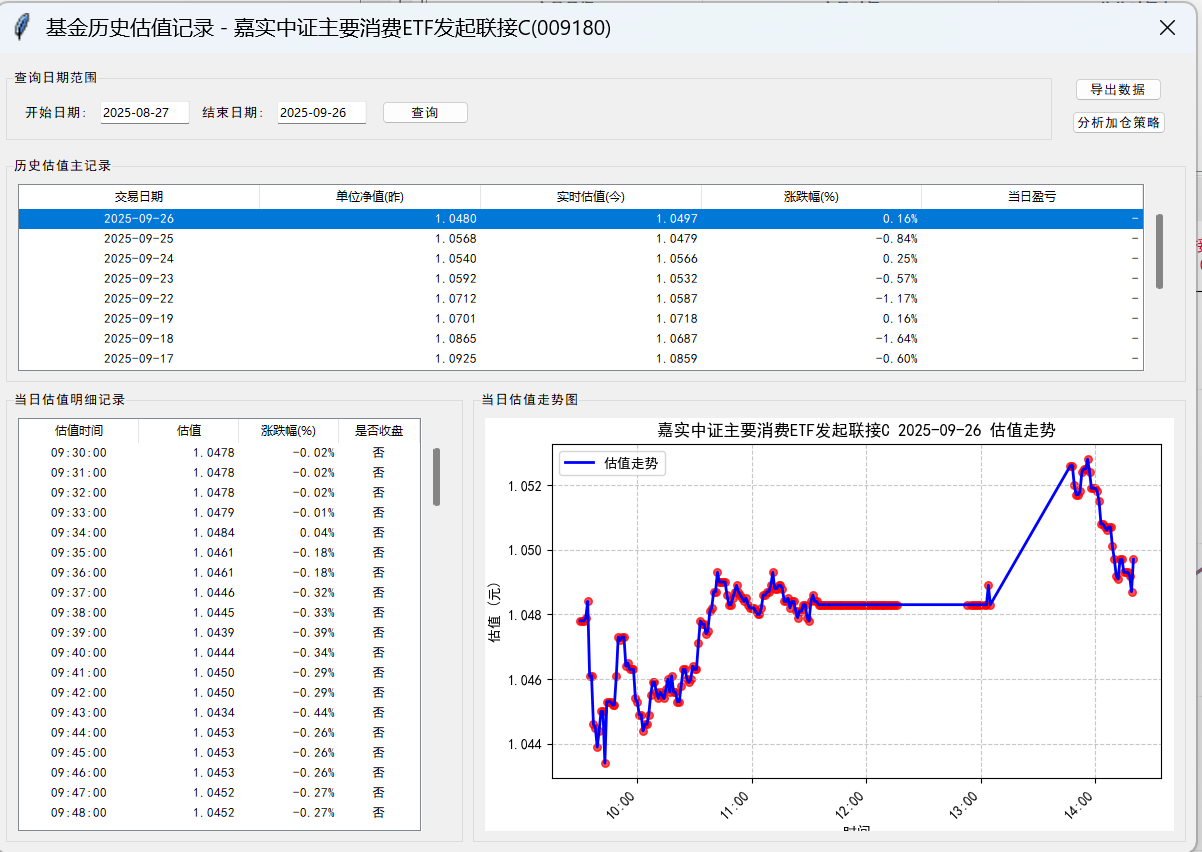 基金历史估值记录 - 嘉实中证主要消费ETF发起联接C(009180)
查询日期范围
开始日期: 2025-08-27 结束日期: 2025-09-26 查询
导出数据
分析加仓策略
历史估值主记录
交易日期 单位净值(昨) 实时估值(今) 涨跌幅(%) 当日盈亏
2025-09-26 1.0480 1.0497 0.16% -
2025-09-25 1.0568 1.0479 -0.84% -
2025-09-24 1.0540 1.0566 0.25% -
2025-09-23 1.0592 1.0532 -0.57% -
2025-09-22 1.0712 1.0587 -1.17% -
2025-09-19 1.0701 1.0718 0.16% -
2025-09-18 1.0865 1.0687 -1.64% -
2025-09-17 1.0925 1.0859 -0.60% -
当日估值明细记录
估值时间 估值 涨跌幅(%) 是否收盘
09:30:00 1.0478 -0.02% 否
09:31:00 1.0478 -0.02% 否
09:32:00 1.0478 -0.02% 否
09:33:00 1.0479 -0.01% 否
09:34:00 1.0484 0.04% 否
09:35:00 1.0461 -0.18% 否
09:36:00 1.0461 -0.18% 否
09:37:00 1.0446 -0.32% 否
09:38:00 1.0445 -0.33% 否
09:39:00 1.0439 -0.39% 否
09:40:00 1.0444 -0.34% 否
09:41:00 1.0450 -0.29% 否
09:42:00 1.0450 -0.29% 否
09:43:00 1.0434 -0.44% 否
09:44:00 1.0453 -0.26% 否
09:45:00 1.0453 -0.26% 否
09:46:00 1.0453 -0.26% 否
09:47:00 1.0452 -0.27% 否
09:48:00 1.0452 -0.27% 否
当日估值走势图
嘉实中证主要消费ETF发起联接C 2025-09-26 估值走势
估值走势
1.052
1.050
1.048
1.046
1.044
估值 (元)
10:00 11:00 12:00 13:00 14:00
时间